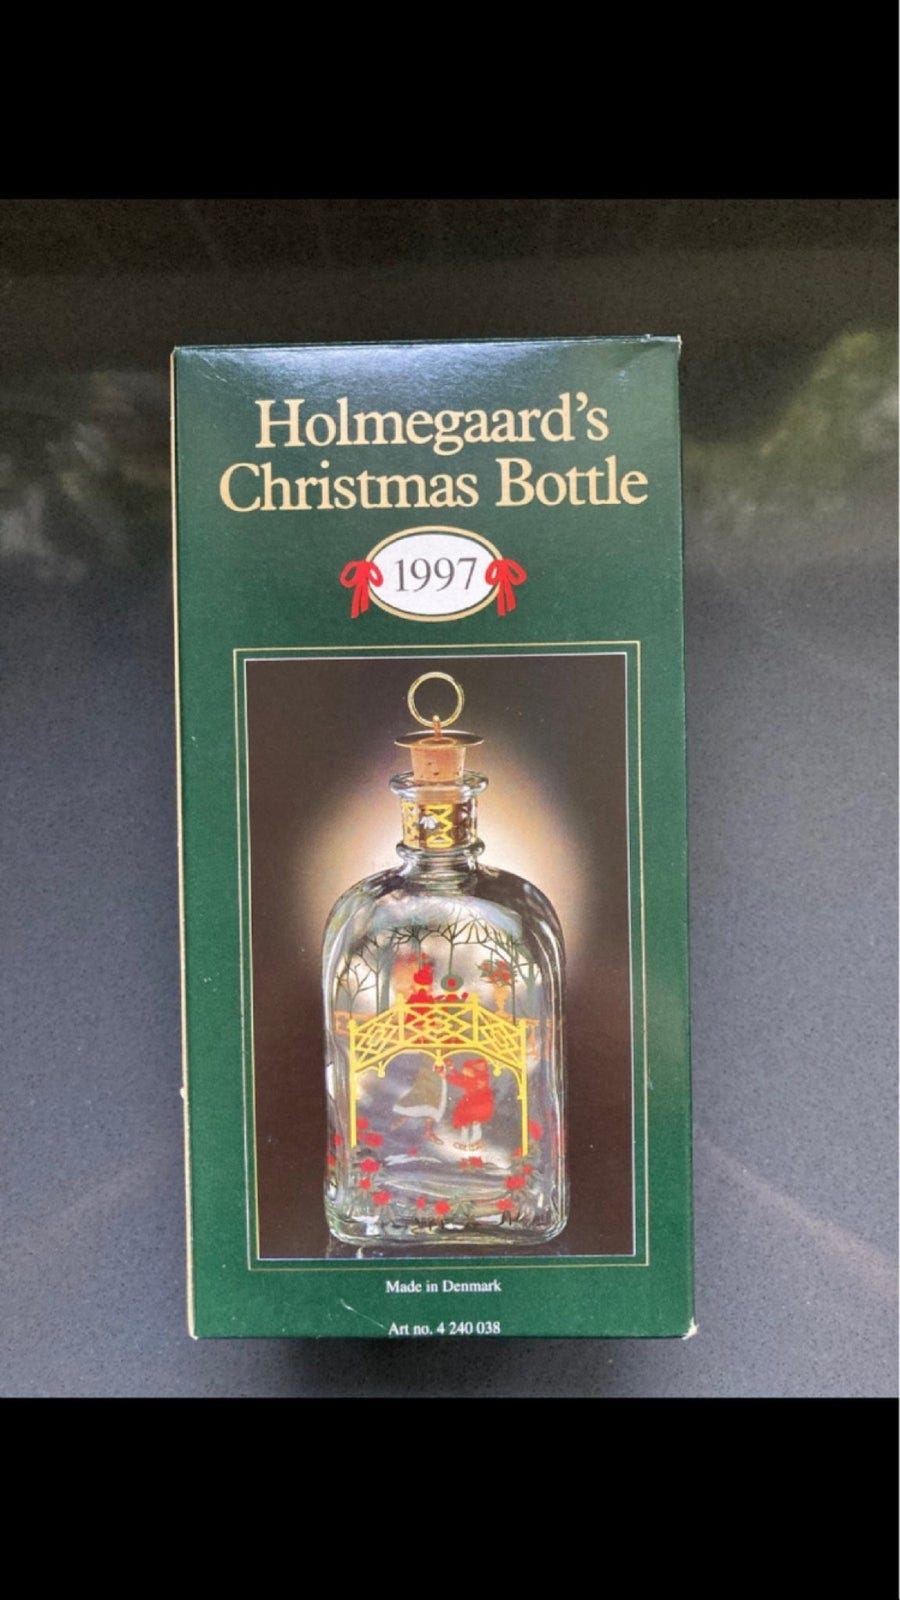 Holmegaard's
Christmas Bottle
1997
Made in Denmark
Art no. 4 240 038